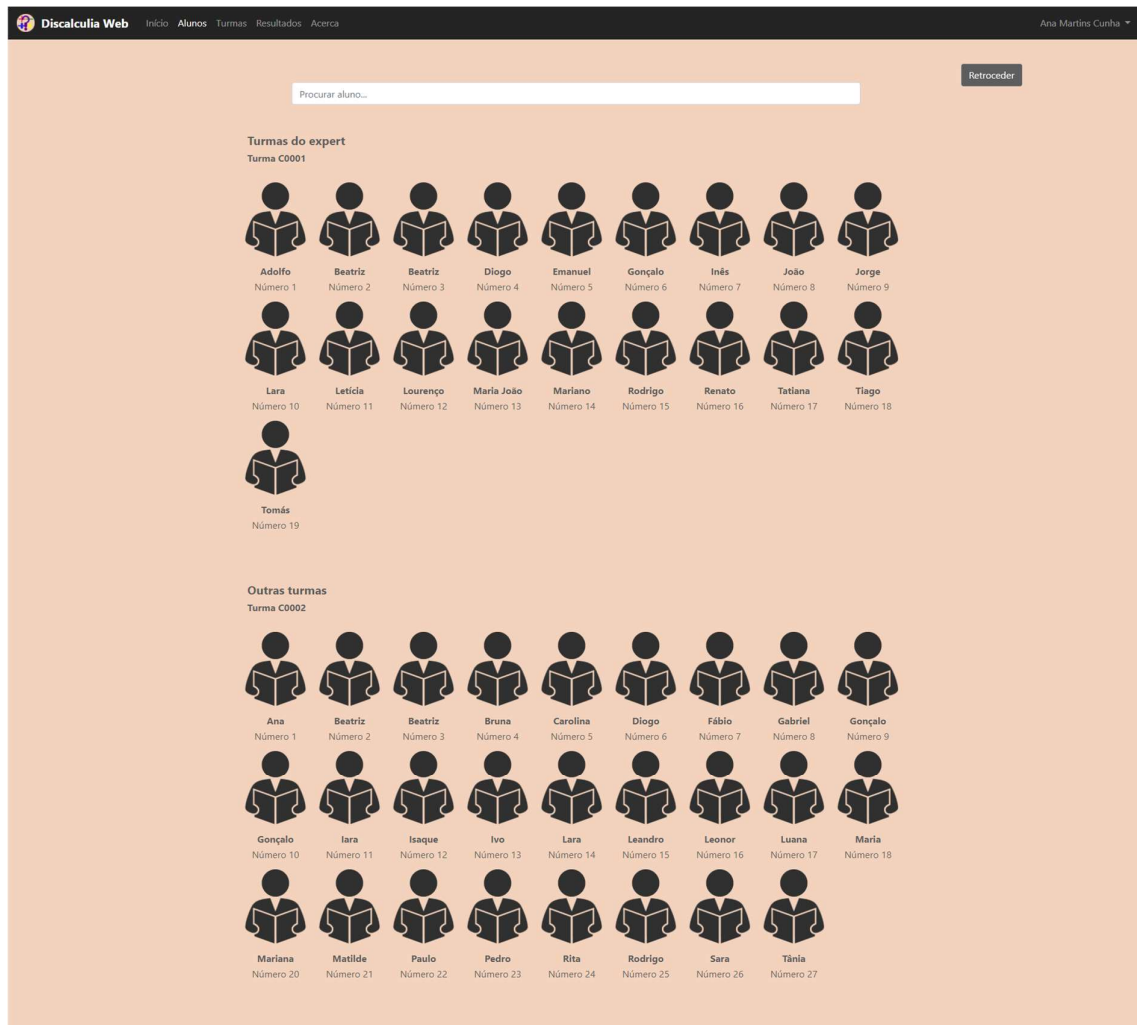 Discalculia Web Início Alunos Turmas Resultados Acerca Ana Martins Cunha
Retroceder
Procurar aluno...
Turmas do expert
Turma C0001
Adolfo Beatriz Beatriz Diogo Emanuel Gonçalo Inês João Jorge
Número 1 Número 2 Número 3 Número 4 Número 5 Número 6 Número 7 Número 8 Número 9
Lara Letícia Lourenço Maria João Mariano Rodrigo Renato Tatiana Tiago
Número 10 Número 11 Número 12 Número 13 Número 14 Número 15 Número 16 Número 17 Número 18
Tomás
Número 19
Outras turmas
Turma C0002
Ana Beatriz Beatriz Bruna Carolina Diogo Fábio Gabriel Gonçalo
Número 1 Número 2 Número 3 Número 4 Número 5 Número 6 Número 7 Número 8 Número 9
Gonçalo Iara Isaque Ivo Lara Leandro Leonor Luana Maria
Número 10 Número 11 Número 12 Número 13 Número 14 Número 15 Número 16 Número 17 Número 18
Mariana Matilde Paulo Pedro Rita Rodrigo Sara Tânia
Número 20 Número 21 Número 22 Número 23 Número 24 Número 25 Número 26 Número 27